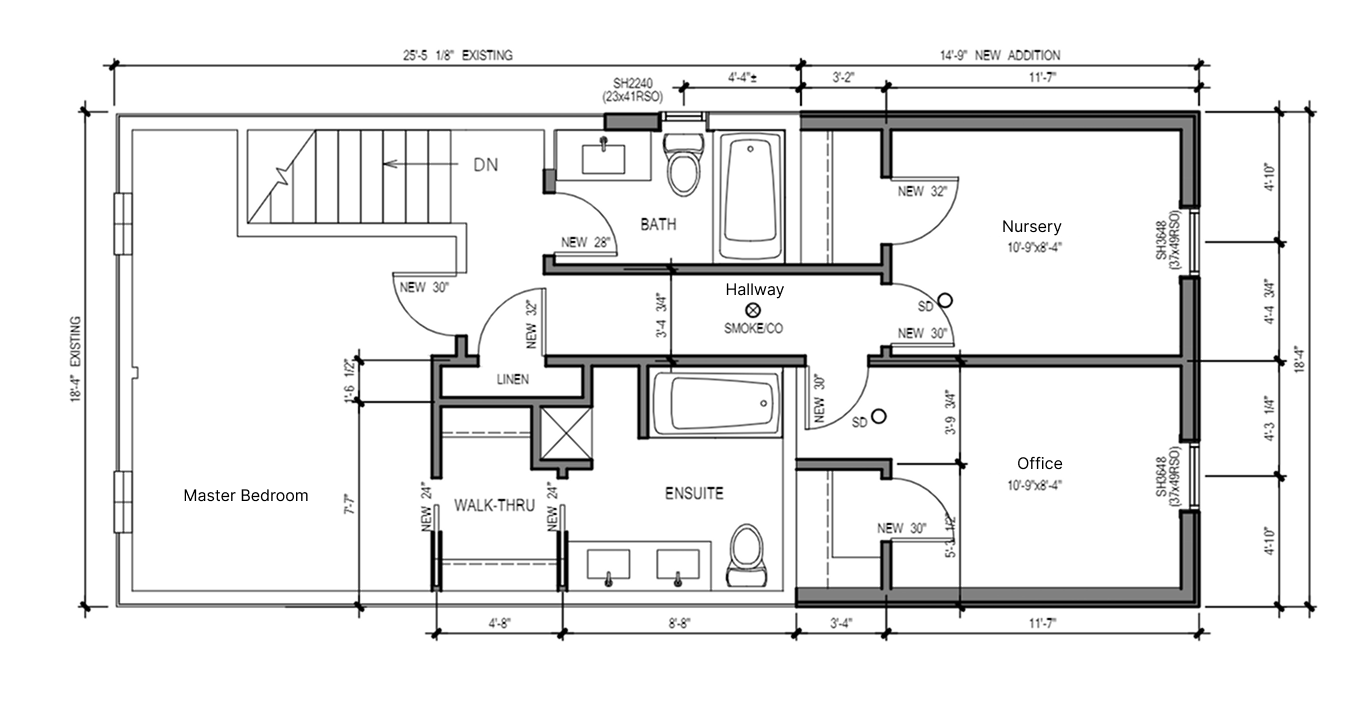 25'-5 1/8" EXISTING
14'-9" NEW ADDITION
SH2240
(23x41RSO)
4'-4"±
3'-2"
11'-7"
DN
BATH
NEW 28"
NEW 32"
Nursery
10'-9"x8'-4"
SH3648
(37x49RSO)
4'-10"
18'-4" EXISTING
NEW 30"
NEW 32"
3'-4 3/4"
Hallway
SMOKE/CO
SD
NEW 30"
4'-4 3/4"
18'-4"
1'-6 1/2"
LINEN
NEW 30"
SD
3'-9 3/4"
4'-3 1/4"
Master Bedroom
7'-7"
NEW 24"
WALK-THRU
NEW 24"
ENSUITE
Office
10'-9"x8'-4"
SH3648
(37x49RSO)
NEW 30"
5'-3 1/2"
4'-10"
4'-8"
8'-8"
3'-4"
11'-7"